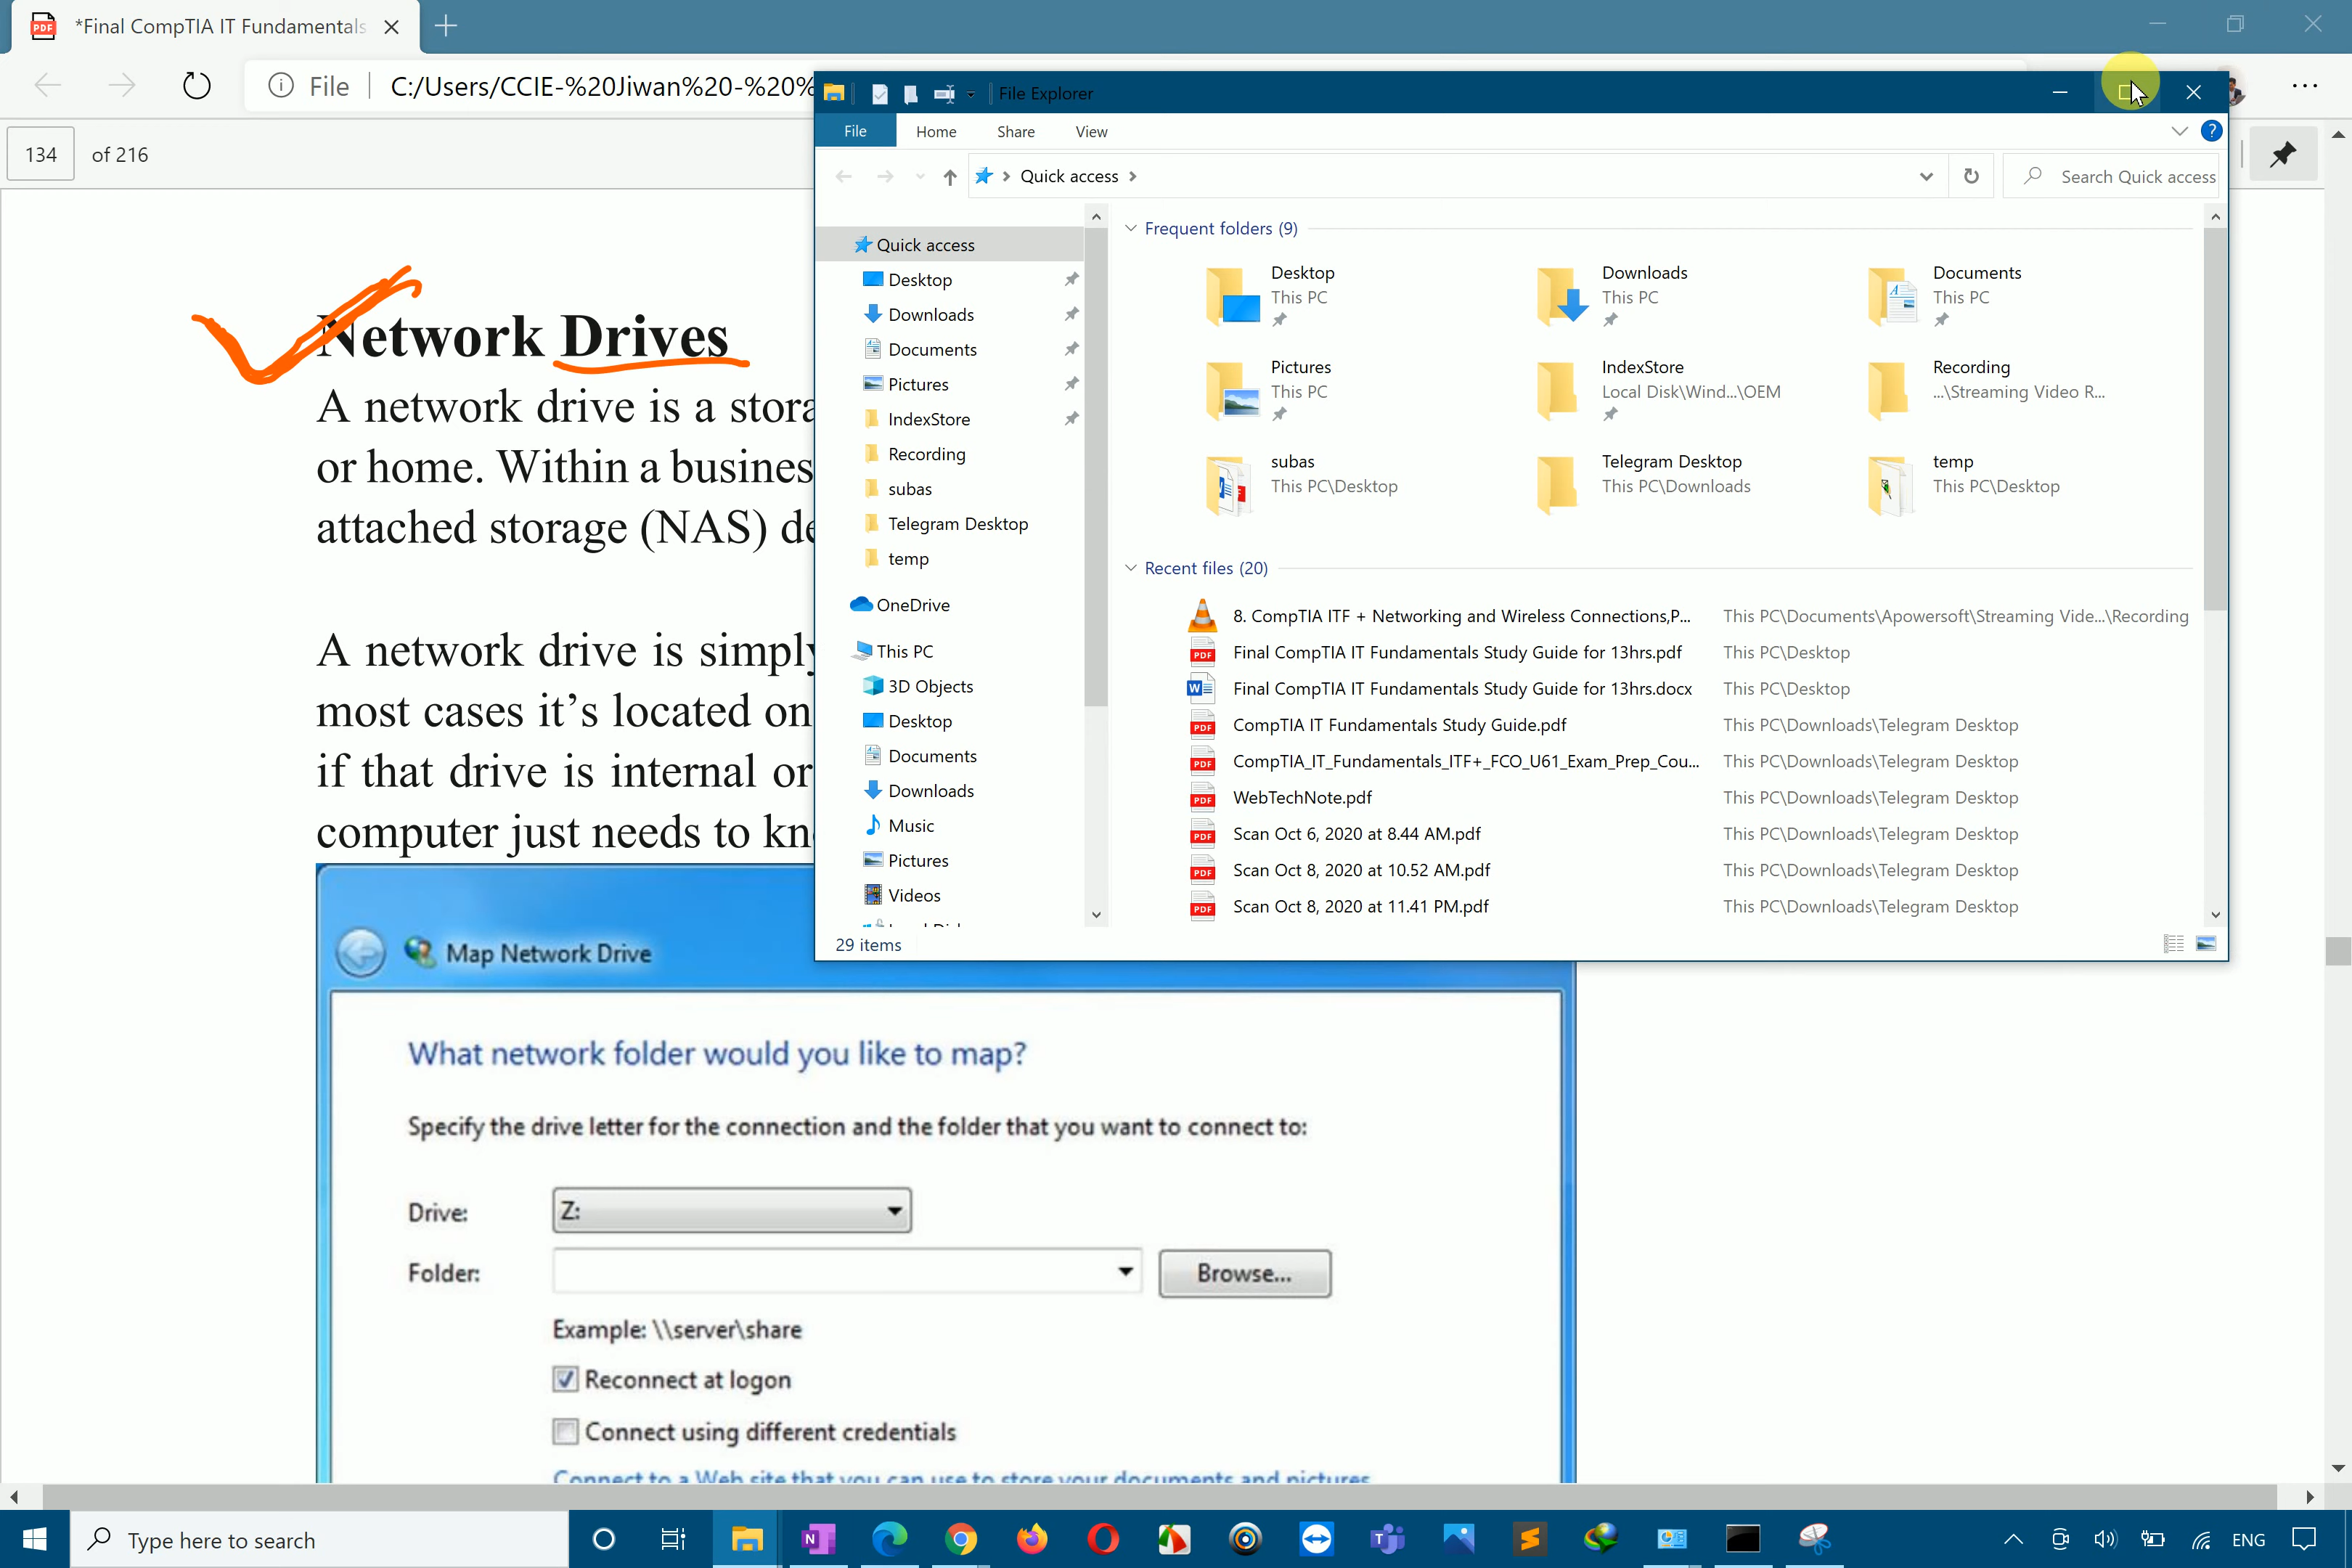 *Final CompTIA IT Fundamentals
File
C:/Users/CCIE-%20Jiwan%20-%20%
134 of 216
Network Drives
A network drive is a stora
or home. Within a busines
attached storage (NAS) de
A network drive is simply
most cases it's located on
if that drive is internal or
computer just needs to kn
File Explorer
File Home Share View
Quick access
Search Quick access
Quick access
Desktop
Downloads
Documents
Pictures
IndexStore
Recording
subas
Telegram Desktop
temp
OneDrive
This PC
3D Objects
Desktop
Documents
Downloads
Music
Pictures
Videos
Frequent folders (9)
Desktop
This PC
Downloads
This PC
Documents
This PC
Pictures
This PC
IndexStore
Local Disk\Wind...\OEM
Recording
...\Streaming Video R...
subas
This PC\Desktop
Telegram Desktop
This PC\Downloads
temp
This PC\Desktop
Recent files (20)
8. CompTIA ITF + Networking and Wireless Connections,P... This PC\Documents\Apowersoft\Streaming Vide...\Recording
Final CompTIA IT Fundamentals Study Guide for 13hrs.pdf This PC\Desktop
Final CompTIA IT Fundamentals Study Guide for 13hrs.docx This PC\Desktop
CompTIA IT Fundamentals Study Guide.pdf This PC\Downloads\Telegram Desktop
CompTIA_IT_Fundamentals_ITF+_FCO_U61_Exam_Prep_Cou... This PC\Downloads\Telegram Desktop
WebTechNote.pdf This PC\Downloads\Telegram Desktop
Scan Oct 6, 2020 at 8.44 AM.pdf This PC\Downloads\Telegram Desktop
Scan Oct 8, 2020 at 10.52 AM.pdf This PC\Downloads\Telegram Desktop
Scan Oct 8, 2020 at 11.41 PM.pdf This PC\Downloads\Telegram Desktop
29 items
Map Network Drive
What network folder would you like to map?
Specify the drive letter for the connection and the folder that you want to connect to:
Drive: Z:
Folder: Browse...
Example: \\server\share
Reconnect at logon
Connect using different credentials
Connect to a Web site that you can use to store your documents and pictures
Type here to search
ENG